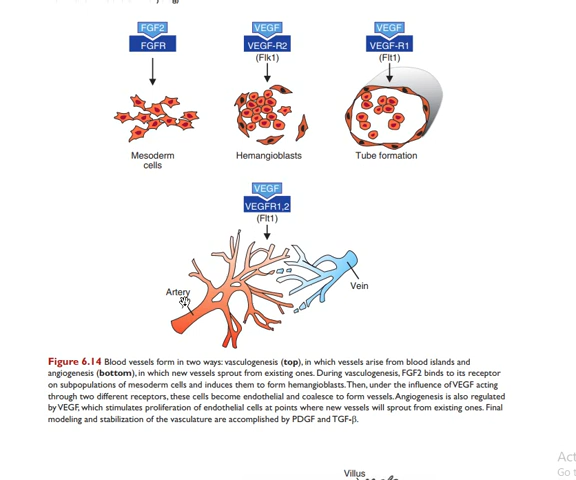 FGF2 VEGF VEGF
FGFR VEGF-R2 VEGF-R1
(Flk1) (Flt1)
Mesoderm Hemangioblasts Tube formation
cells
VEGF
VEGFR1,2
(Flt1)
Artery
Vein
Figure 6.14 Blood vessels form in two ways: vasculogenesis (top), in which vessels arise from blood islands and
angiogenesis (bottom), in which new vessels sprout from existing ones. During vasculogenesis, FGF2 binds to its receptor
on subpopulations of mesoderm cells and induces them to form hemangioblasts. Then, under the influence of VEGF acting
through two different receptors, these cells become endothelial and coalesce to form vessels. Angiogenesis is also regulated
by VEGF, which stimulates proliferation of endothelial cells at points where new vessels will sprout from existing ones. Final
modeling and stabilization of the vasculature are accomplished by PDGF and TGF-β.
Villus
Act
Go t